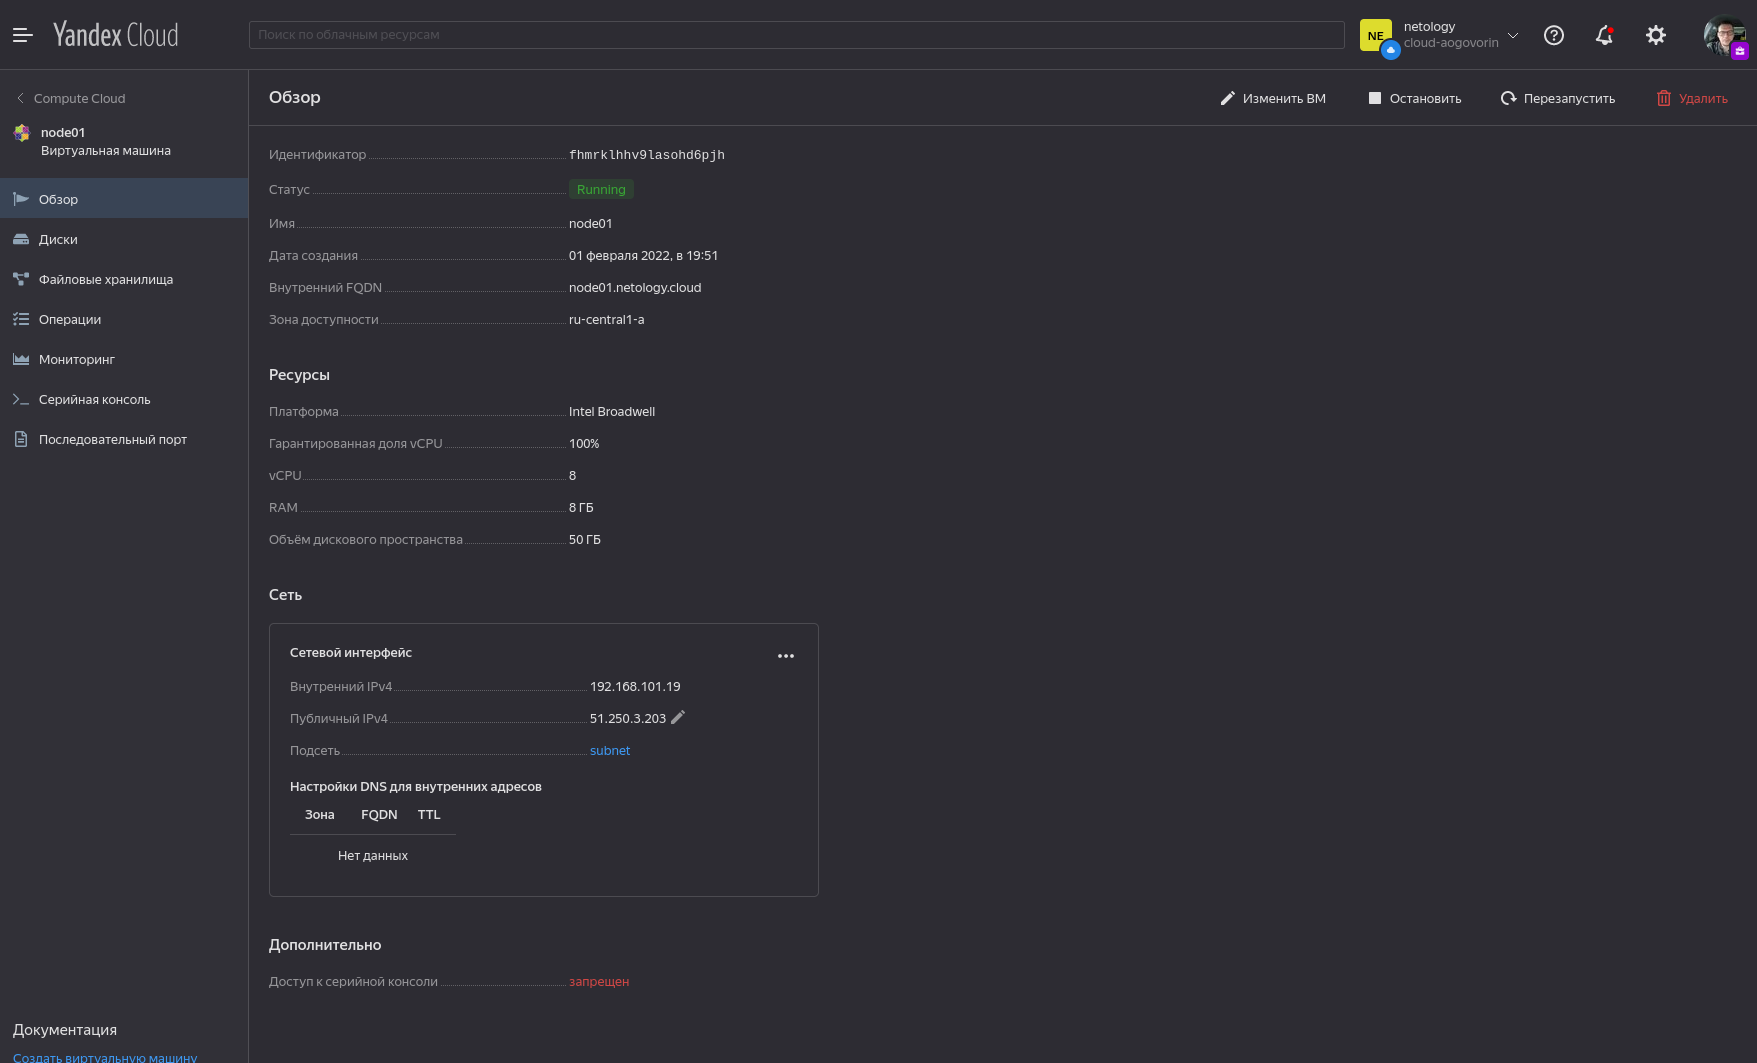 Yandex Cloud
Поиск по облачным ресурсам
NE
netology
cloud-aogovorin
Compute Cloud
node01
Виртуальная машина
Обзор
Диски
Файловые хранилища
Операции
Мониторинг
Серийная консоль
Последовательный порт
Документация
Создать виртуальную машину
Обзор
Изменить ВМ
Остановить
Перезапустить
Удалить
Идентификатор fhmrklhhv9lasohd6pjh
Статус Running
Имя node01
Дата создания 01 февраля 2022, в 19:51
Внутренний FQDN node01.netology.cloud
Зона доступности ru-central1-a
Ресурсы
Платформа Intel Broadwell
Гарантированная доля vCPU 100%
vCPU 8
RAM 8 ГБ
Объём дискового пространства 50 ГБ
Сеть
Сетевой интерфейс
Внутренний IPv4 192.168.101.19
Публичный IPv4 51.250.3.203
Подсеть subnet
Настройки DNS для внутренних адресов
Зона FQDN TTL
Нет данных
Дополнительно
Доступ к серийной консоли запрещен